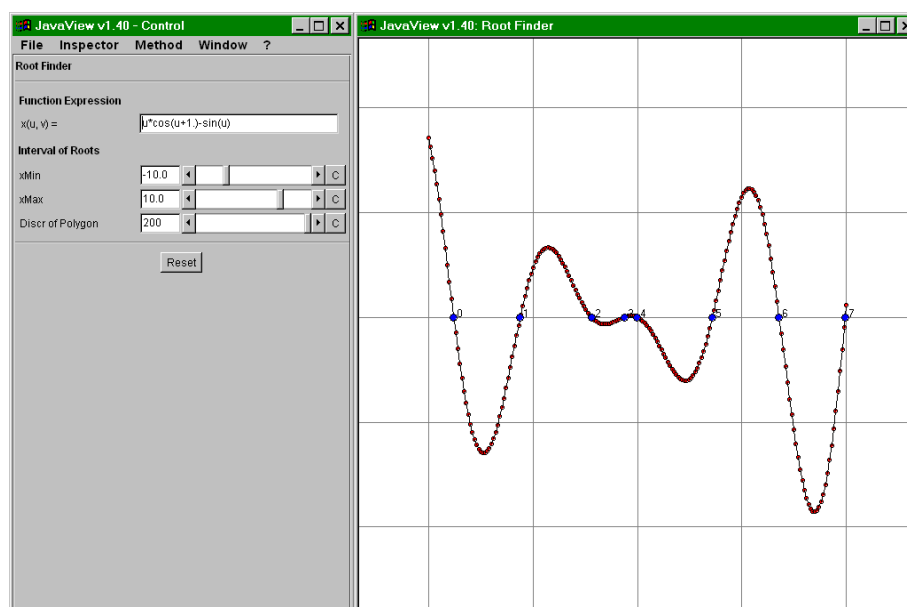 JavaView v1.40 - Control
File Inspector Method Window ?
Root Finder
Function Expression
x(u, v) = u*cos(u+1.)-sin(u)
Interval of Roots
xMin -10.0 C
xMax 10.0 C
Discr of Polygon 200 C
Reset
JavaView v1.40: Root Finder
0 1 2 3 4 5 6 7